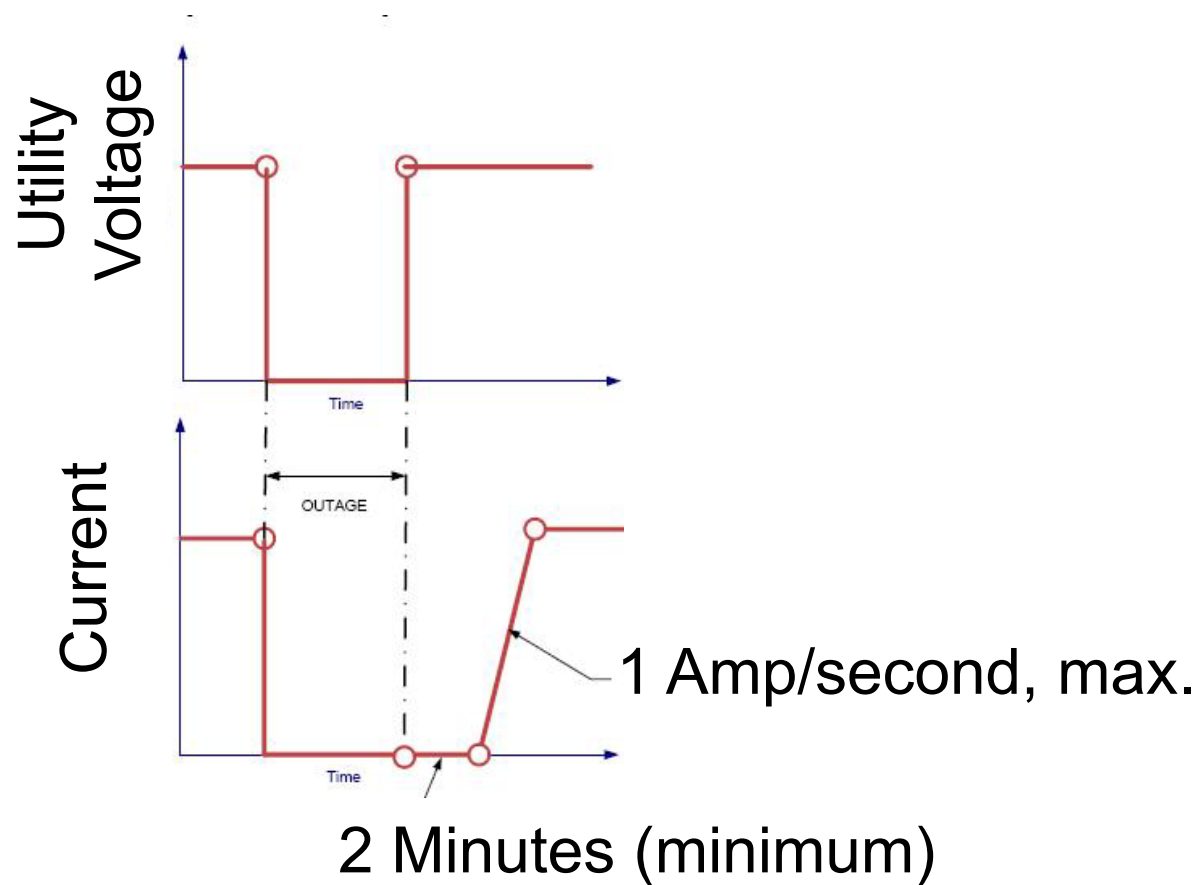 Utility
Voltage
Time
OUTAGE
Current
1 Amp/second, max.
Time
2 Minutes (minimum)